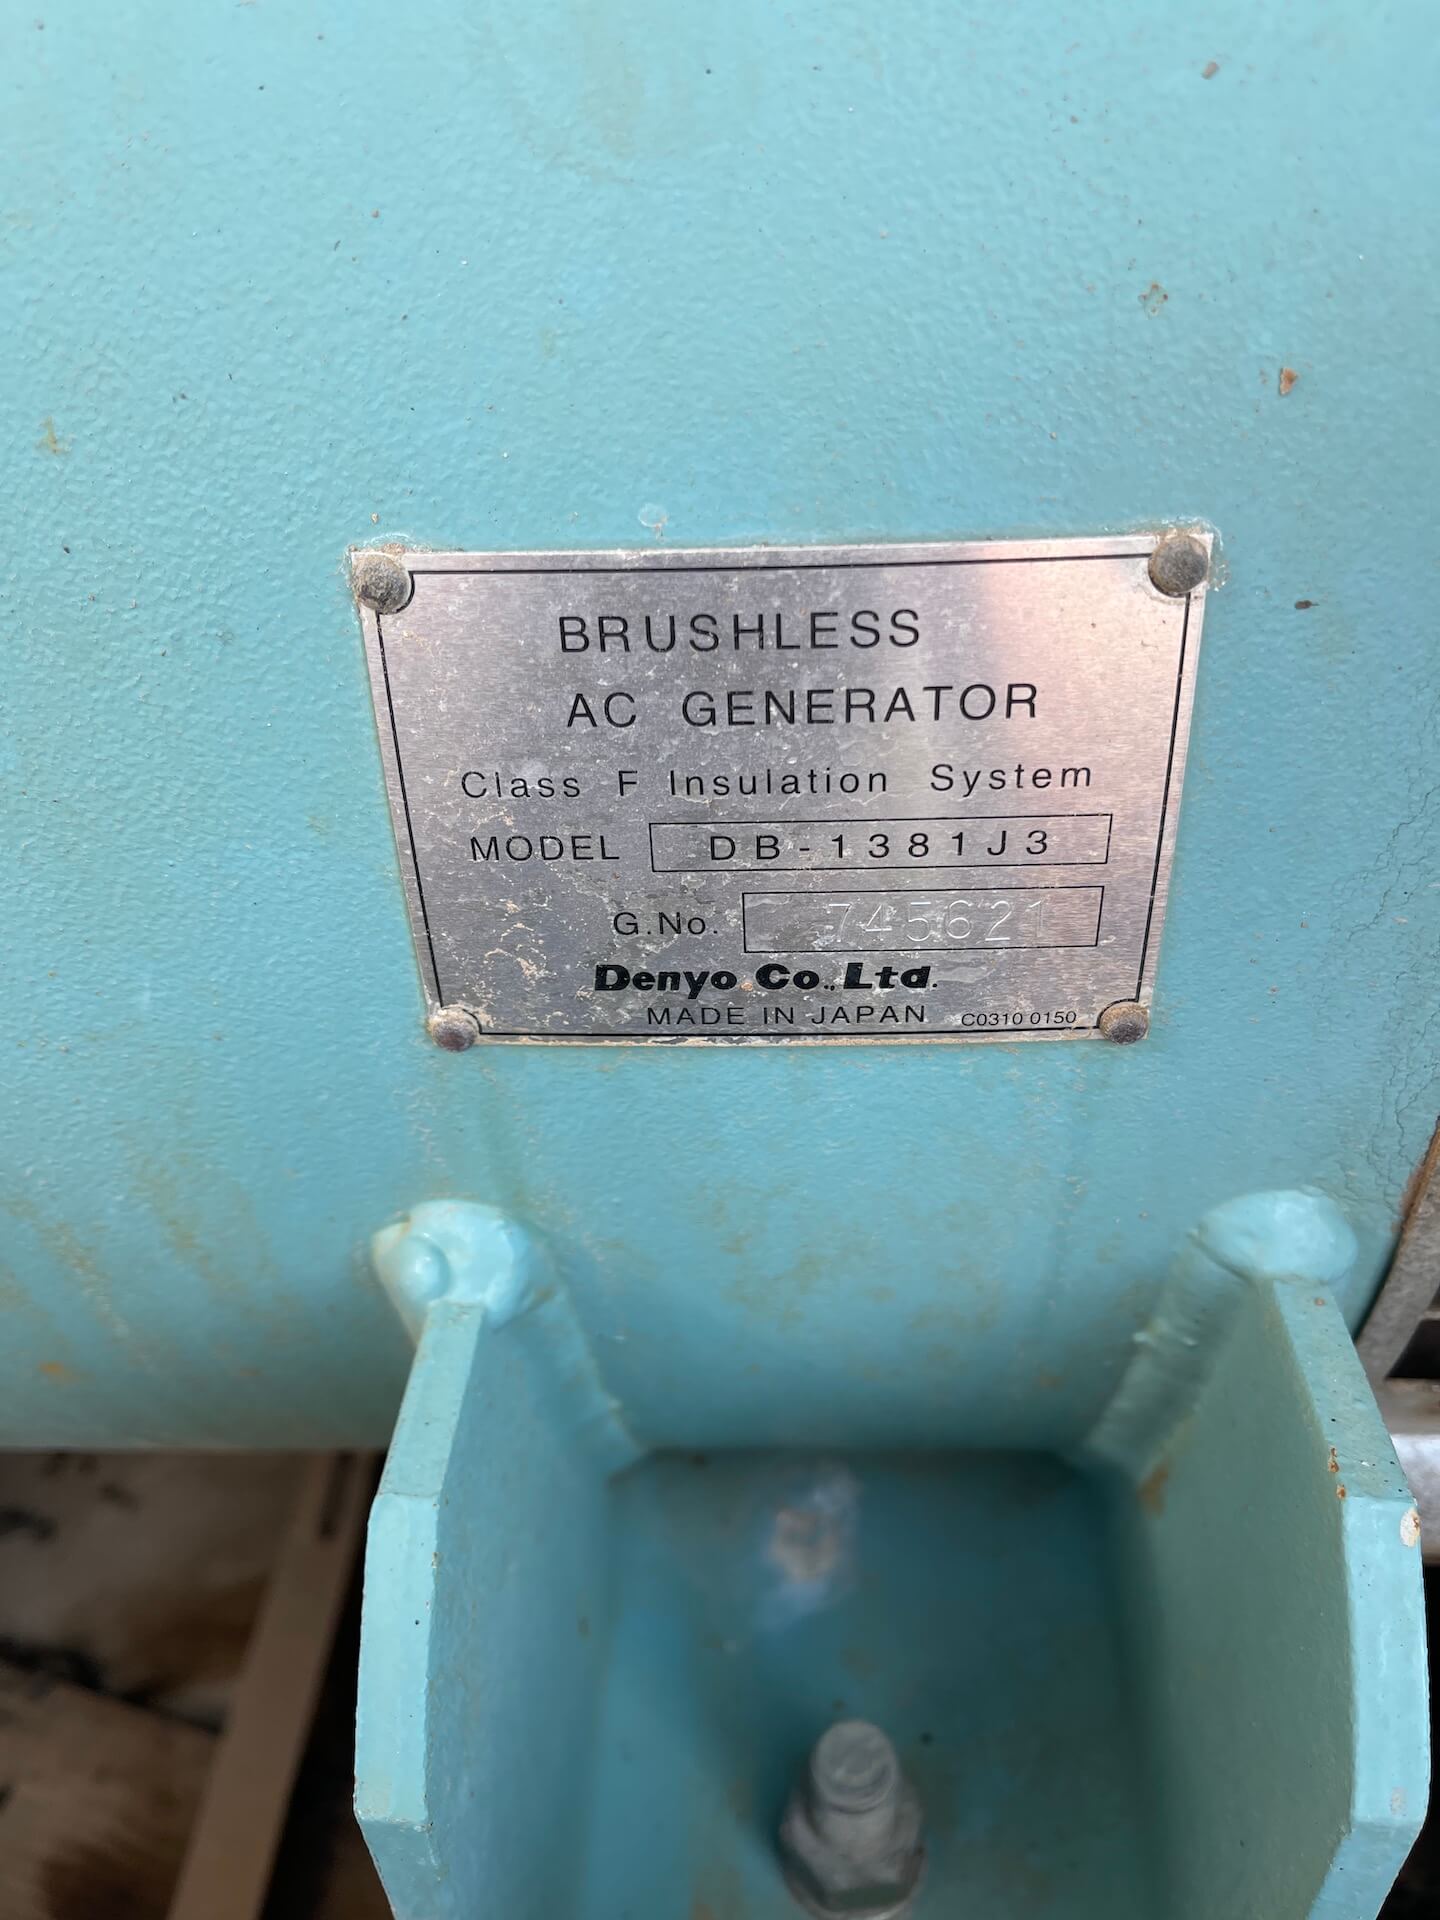 BRUSHLESS
AC GENERATOR
Class F Insulation System
MODEL DB-1381J3
G.No. 745621
Denyo Co., Ltd.
MADE IN JAPAN C0310 0150